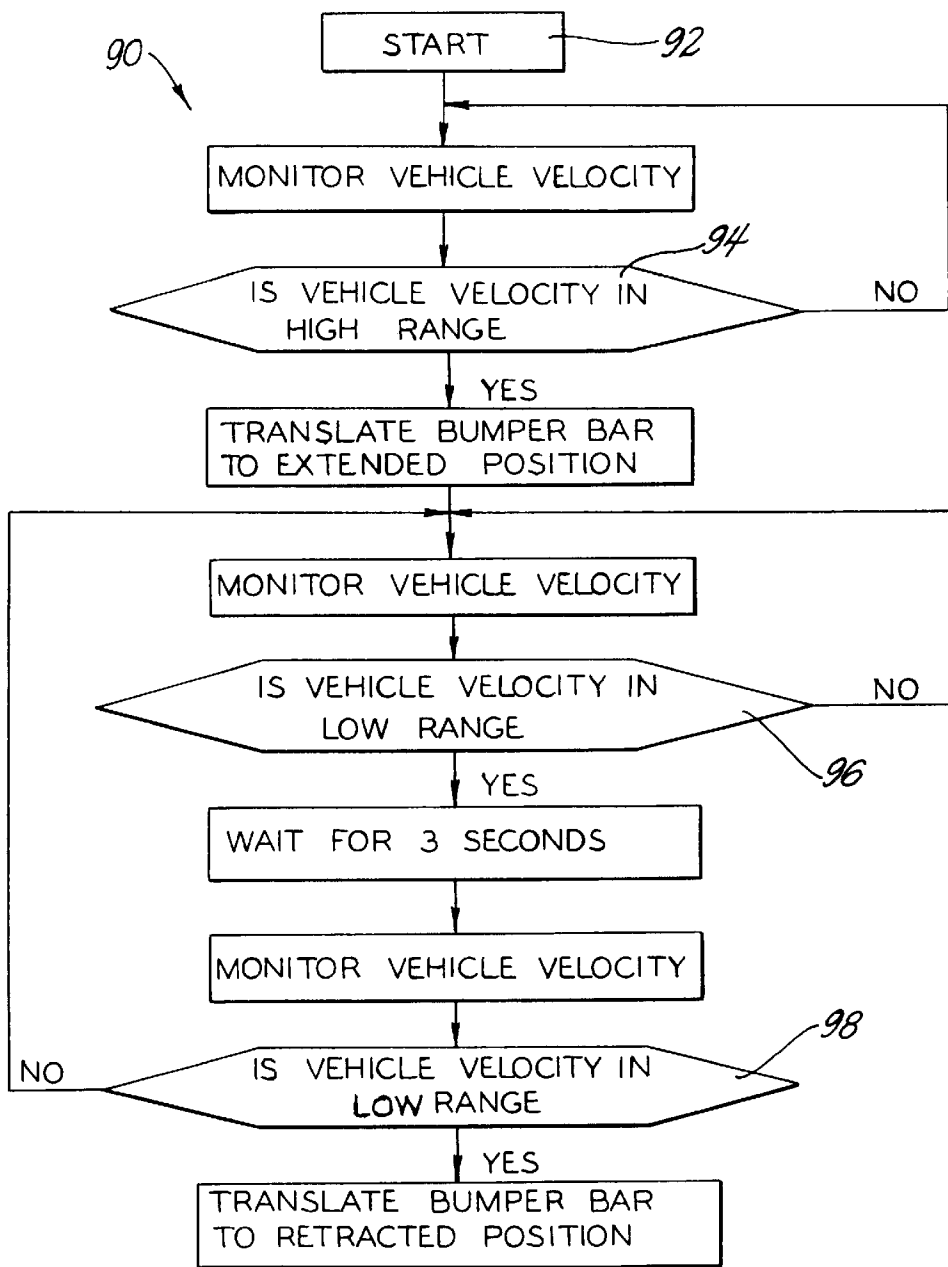 START
92
90
MONITOR VEHICLE VELOCITY
94
IS VEHICLE VELOCITY IN
HIGH RANGE
NO
YES
TRANSLATE BUMPER BAR
TO EXTENDED POSITION
MONITOR VEHICLE VELOCITY
IS VEHICLE VELOCITY IN
LOW RANGE
NO
96
YES
WAIT FOR 3 SECONDS
MONITOR VEHICLE VELOCITY
98
IS VEHICLE VELOCITY IN
LOW RANGE
NO
YES
TRANSLATE BUMPER BAR
TO RETRACTED POSITION